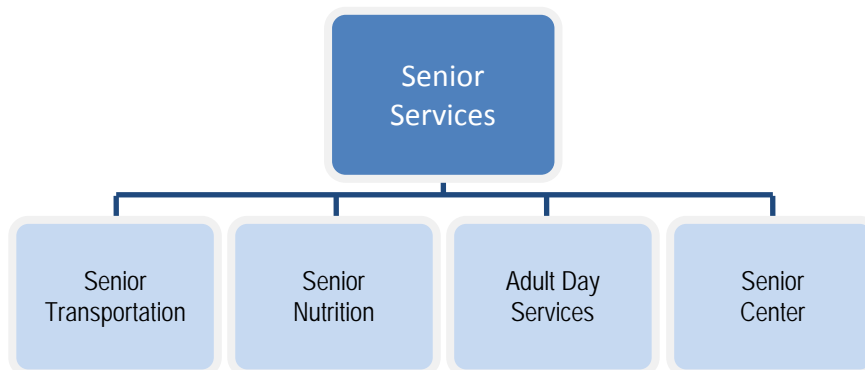 Senior
Services
Senior
Transportation
Senior
Nutrition
Adult Day
Services
Senior
Center